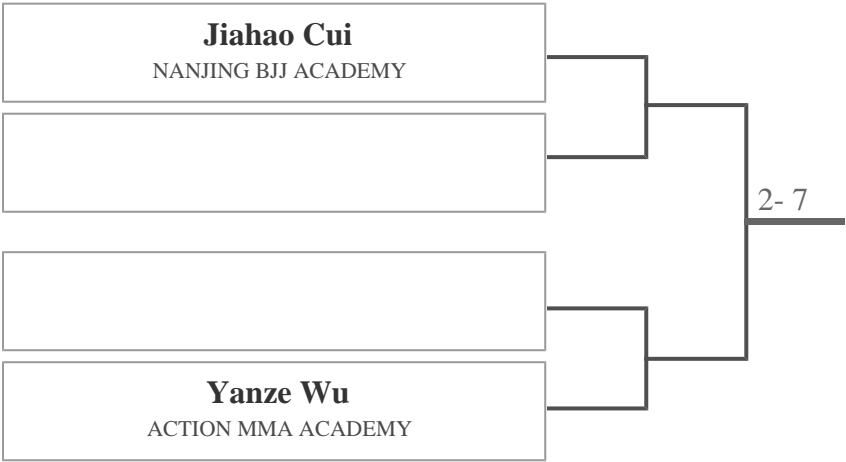 Jiahao Cui
NANJING BJJ ACADEMY
2- 7
Yanze Wu
ACTION MMA ACADEMY